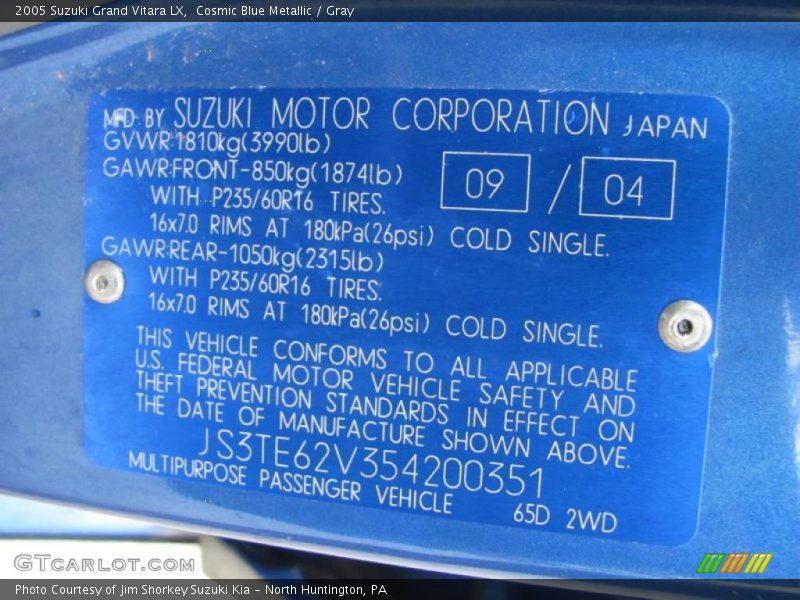 2005 Suzuki Grand Vitara LX, Cosmic Blue Metallic / Gray
MFD BY SUZUKI MOTOR CORPORATION JAPAN
GVWR:1810kg(3990lb)
GAWR:FRONT-850kg(1874lb)
09 / 04
WITH P235/60R16 TIRES.
16x7.0 RIMS AT 180kPa(26psi) COLD SINGLE.
GAWR:REAR-1050kg(2315lb)
WITH P235/60R16 TIRES.
16x7.0 RIMS AT 180kPa(26psi) COLD SINGLE.
THIS VEHICLE CONFORMS TO ALL APPLICABLE
U.S. FEDERAL MOTOR VEHICLE SAFETY AND
THEFT PREVENTION STANDARDS IN EFFECT ON
THE DATE OF MANUFACTURE SHOWN ABOVE.
JS3TE62V354200351
MULTIPURPOSE PASSENGER VEHICLE
65D 2WD
GTCARLOT.COM
Photo Courtesy of Jim Shorkey Suzuki Kia - North Huntington, PA